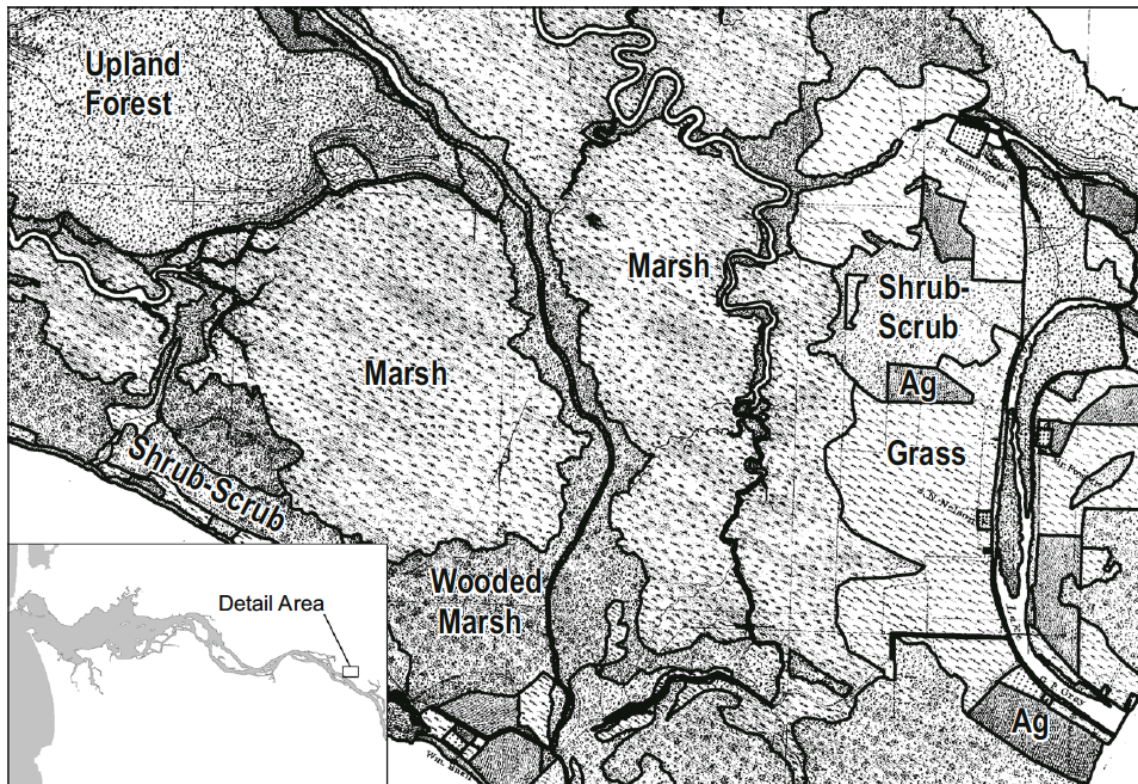 Upland
Forest
Marsh
Marsh
Shrub-
Scrub
Ag
Grass
Shrub-Scrub
Wooded
Marsh
Detail Area
Ag